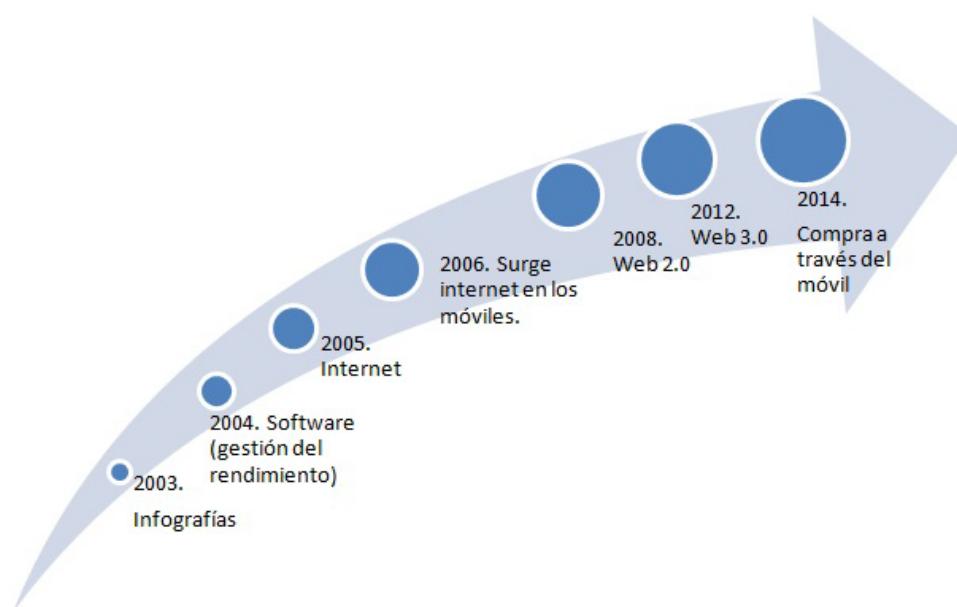 2003.
Infografías
2004. Software
(gestión del
rendimiento)
2005.
Internet
2006. Surge
internet en los
móviles.
2008.
Web 2.0
2012.
Web 3.0
2014.
Compra a
través del
móvil